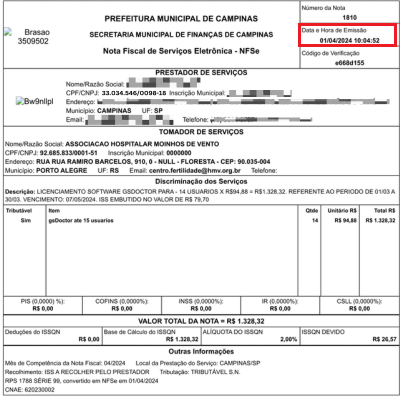 Brasao
3509502
PREFEITURA MUNICIPAL DE CAMPINAS
SECRETARIA MUNICIPAL DE FINANÇAS DE CAMPINAS
Nota Fiscal de Serviços Eletrônica - NFSe
Número da Nota
1810
Data e Hora de Emissão
01/04/2024 10:04:52
Código de Verificação
e668d155
PRESTADOR DE SERVIÇOS
Nome/Razão Social:
CPF/CNPJ: 33.034.546/0098-18 Inscrição Municipal:
Endereço:
Município: CAMPINAS UF: SP
Email: Telefone:
TOMADOR DE SERVIÇOS
Nome/Razão Social: ASSOCIACAO HOSPITALAR MOINHOS DE VENTO
CPF/CNPJ: 92.685.833/0001-51 Inscrição Municipal: 0000000
Endereço: RUA RUA RAMIRO BARCELOS, 910, 0 - NULL - FLORESTA - CEP: 90.035-004
Município: PORTO ALEGRE UF: RS Email: centro.fertilidade@hmv.org.br Telefone:
Discriminação dos Serviços
Descrição: LICENCIAMENTO SOFTWARE GSDOCTOR PARA - 14 USUARIOS X R$94,88 = R$1.328,32. REFERENTE AO PERIODO DE 01/03 A
30/03. VENCIMENTO: 07/05/2024. ISS EMBUTIDO NO VALOR DE R$ 79,70
Tributável Item Qtde Unitário R$ Total R$
Sim gsDoctor ate 15 usuarios 14 R$ 94,88 R$ 1.328,32
PIS (0,0000) %): COFINS (0,0000) %): INSS (0,0000) %): IR (0,0000) %): CSLL (0,0000) %):
R$ 0,00 R$ 0,00 R$ 0,00 R$ 0,00 R$ 0,00
VALOR TOTAL DA NOTA = R$ 1.328,32
Deduções do ISSQN Base de Cálculo do ISSQN ALÍQUOTA DO ISSQN ISSQN DEVIDO
R$ 0,00 R$ 1.328,32 2,00% R$ 26,57
Outras Informações
Mês de Competência da Nota Fiscal: 04/2024 Local da Prestação do Serviço: CAMPINAS/SP
Recolhimento: ISS A RECOLHER PELO PRESTADOR Tributação: TRIBUTÁVEL S.N.
RPS 1788 SÉRIE 99, convertido em NFSe em 01/04/2024
CNAE: 620230002